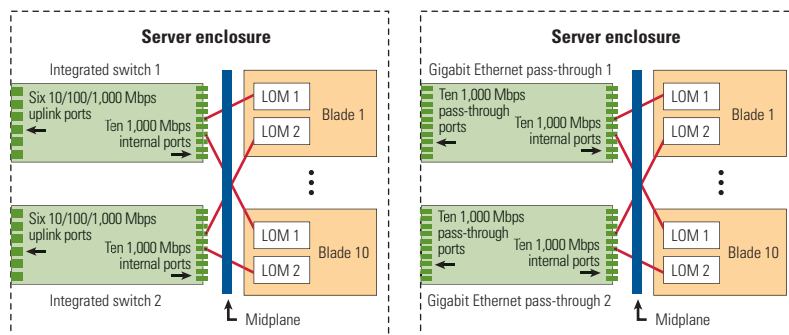 Server enclosure
Integrated switch 1
Six 10/100/1,000 Mbps
uplink ports
Ten 1,000 Mbps
internal ports
LOM 1
LOM 2
Blade 1
Six 10/100/1,000 Mbps
uplink ports
Ten 1,000 Mbps
internal ports
LOM 1
LOM 2
Blade 10
Integrated switch 2
Midplane
Server enclosure
Gigabit Ethernet pass-through 1
Ten 1,000 Mbps
pass-through
ports
Ten 1,000 Mbps
internal ports
LOM 1
LOM 2
Blade 1
Ten 1,000 Mbps
pass-through
ports
Ten 1,000 Mbps
internal ports
LOM 1
LOM 2
Blade 10
Gigabit Ethernet pass-through 2
Midplane